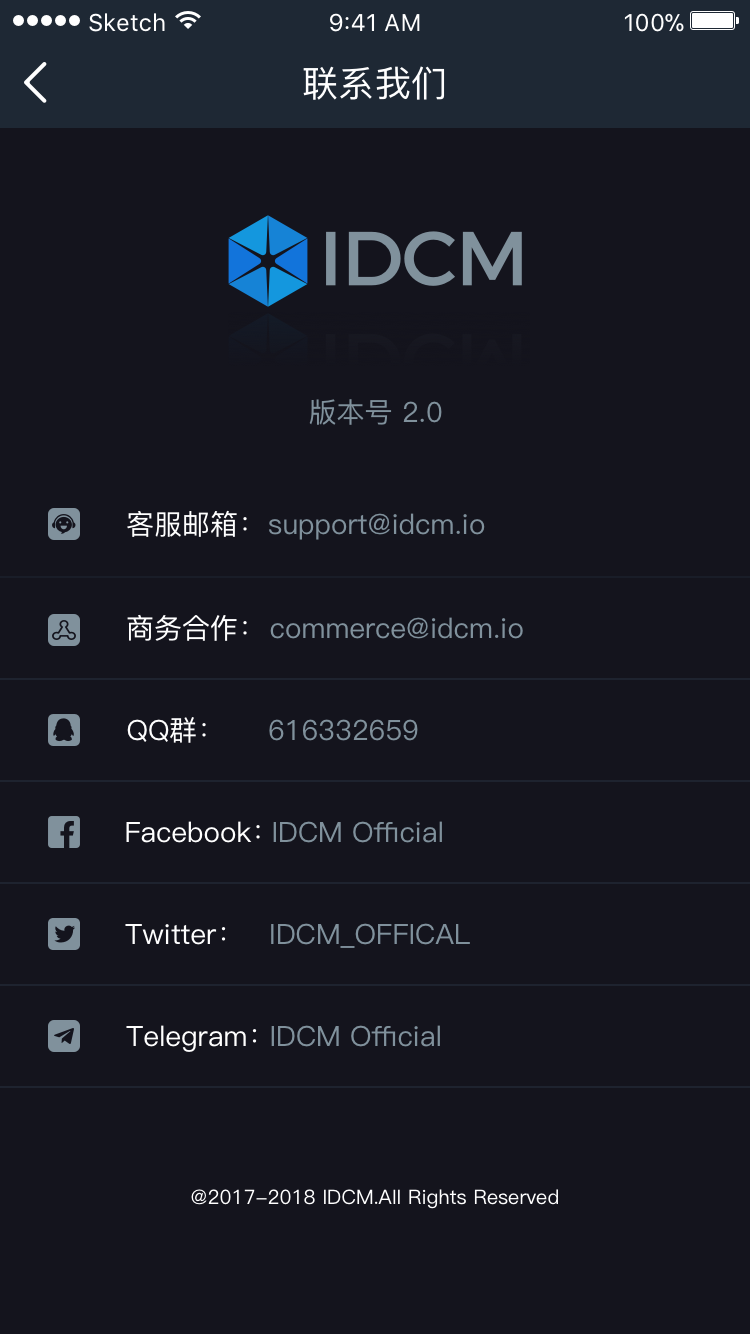 Sketch 9:41 AM 100%
联系我们
IDCM
版本号 2.0
客服邮箱： support@idcm.io
商务合作： commerce@idcm.io
QQ群： 616332659
Facebook： IDCM Official
Twitter： IDCM_OFFICAL
Telegram： IDCM Official
@2017-2018 IDCM.All Rights Reserved